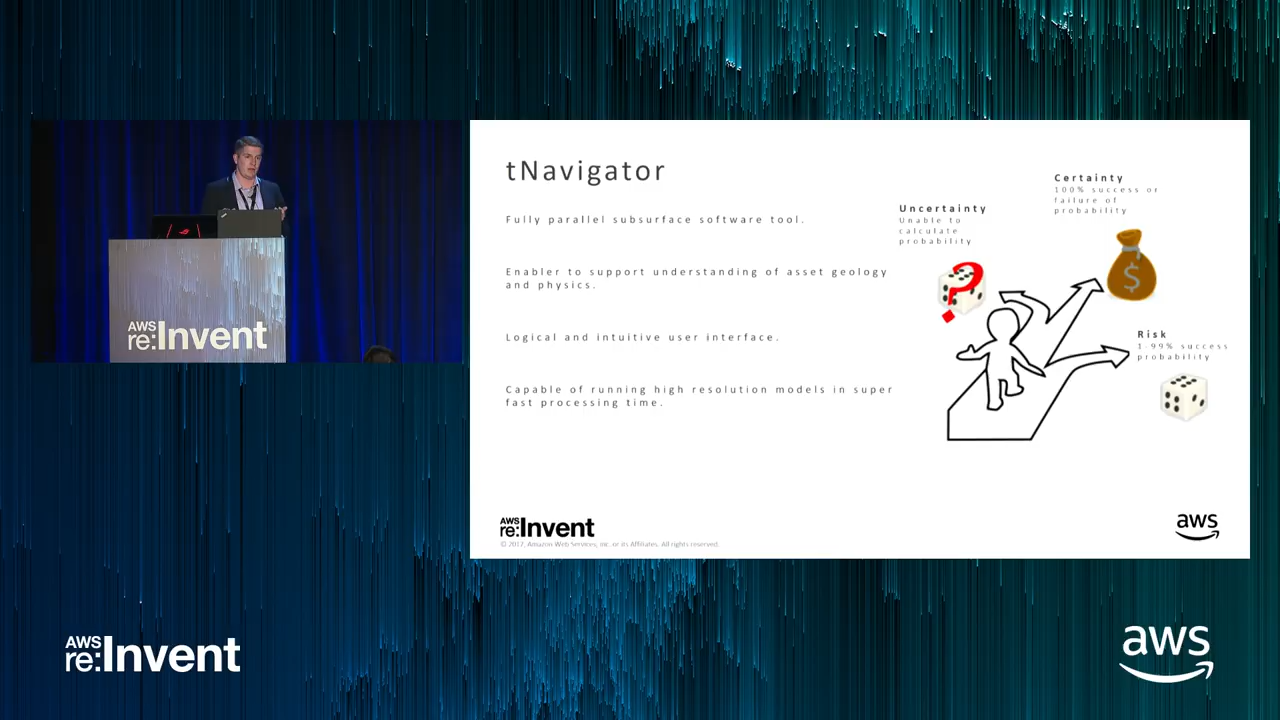 tNavigator
Fully parallel subsurface software tool.
Enabler to support understanding of asset geology
and physics.
Logical and intuitive user interface.
Capable of running high resolution models in super
fast processing time.
Uncertainty
Unable to
calculate
probability
Certainty
100% success or
failure of
probability
Risk
1-99% success
probability
?
$
AWS
re:Invent
© 2017, Amazon Web Services, Inc. or its Affiliates. All rights reserved.
aws
AWS
re:Invent
AWS
re:Invent
aws